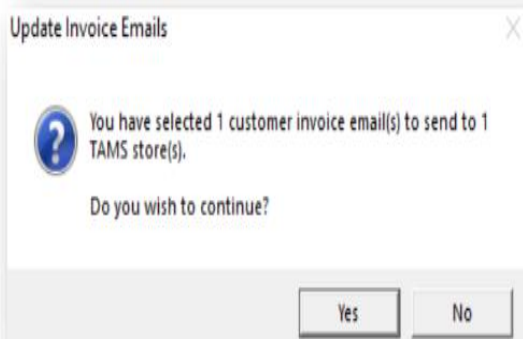 Update Invoice Emails
You have selected 1 customer invoice email(s) to send to 1
TAMS store(s).
Do you wish to continue?
Yes
No